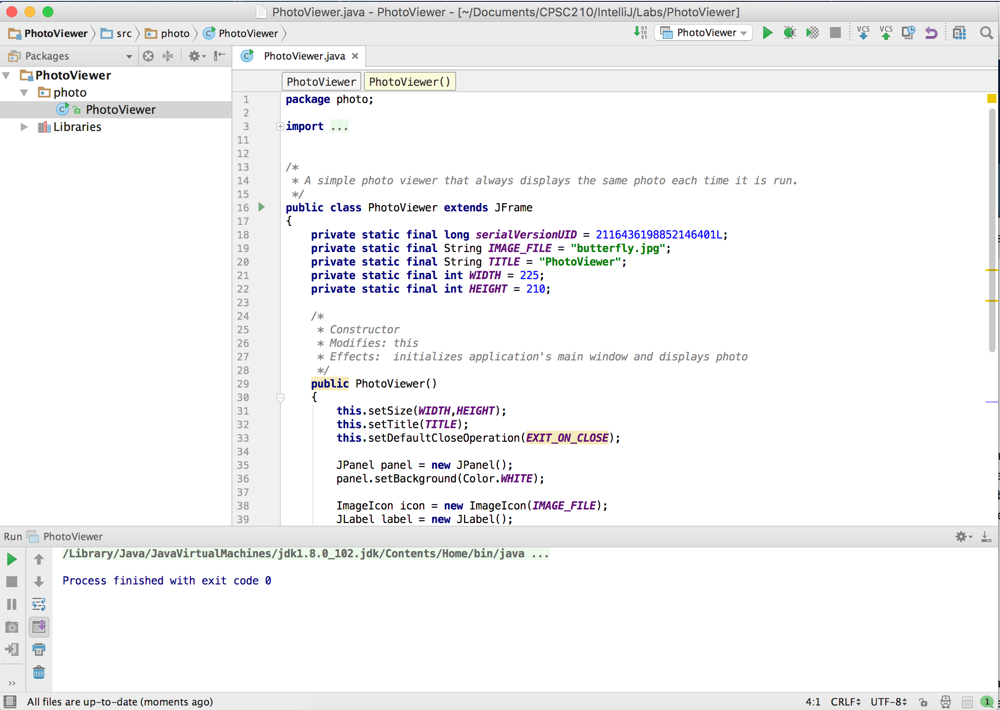 PhotoViewer.java - PhotoViewer - [~/Documents/CPSC210/IntelliJ/Labs/PhotoViewer]
PhotoViewer src photo PhotoViewer PhotoViewer VCS VCS
Packages PhotoViewer.java
PhotoViewer
photo
PhotoViewer
Libraries
PhotoViewer PhotoViewer()
1 package photo;
2
3 import ...
11
12
13 /*
14 * A simple photo viewer that always displays the same photo each time it is run.
15 */
16 public class PhotoViewer extends JFrame
17 {
18 private static final long serialVersionUID = 2116436198852146401L;
19 private static final String IMAGE_FILE = "butterfly.jpg";
20 private static final String TITLE = "PhotoViewer";
21 private static final int WIDTH = 225;
22 private static final int HEIGHT = 210;
23
24 /*
25 * Constructor
26 * Modifies: this
27 * Effects:  initializes application's main window and displays photo
28 */
29 public PhotoViewer()
30 {
31 this.setSize(WIDTH,HEIGHT);
32 this.setTitle(TITLE);
33 this.setDefaultCloseOperation(EXIT_ON_CLOSE);
34
35 JPanel panel = new JPanel();
36 panel.setBackground(Color.WHITE);
37
38 ImageIcon icon = new ImageIcon(IMAGE_FILE);
39 JLabel label = new JLabel();
Run PhotoViewer
/Library/Java/JavaVirtualMachines/jdk1.8.0_102.jdk/Contents/Home/bin/java ...
Process finished with exit code 0
All files are up-to-date (moments ago) 4:1 CRLF UTF-8 1